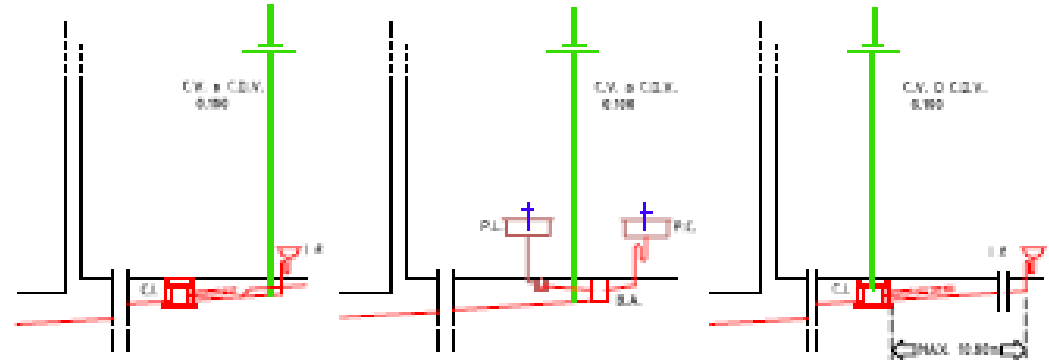 C.V. o C.D.V.
0.100
I.P.
C.I.
C.V. o C.D.V.
0.100
P.L.
P.C.
B.A.
C.V. O C.D.V.
0.100
C.I.
MAX. 10.00m